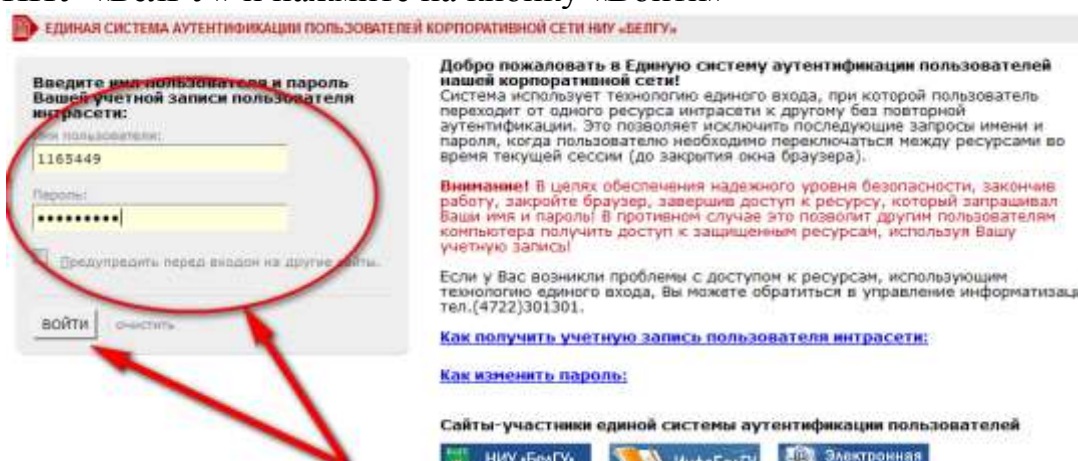 ЕДИНАЯ СИСТЕМА АУТЕНТИФИКАЦИИ ПОЛЬЗОВАТЕЛЕЙ КОРПОРАТИВНОЙ СЕТИ НИУ «БЕЛГУ»
Введите имя пользователя и пароль
Вашей учетной записи пользователя
интрасети:
Имя пользователя:
1165449
Пароль:
•••••••••
Предупредить перед входом на другие сайты.
ВОЙТИ очистить
Добро пожаловать в Единую систему аутентификации пользователей
нашей корпоративной сети!
Система использует технологию единого входа, при которой пользователь
переходит от одного ресурса интрасети к другому без повторной
аутентификации. Это позволяет исключить последующие запросы имени и
пароля, когда пользователю необходимо переключаться между ресурсами во
время текущей сессии (до закрытия окна браузера).
Внимание! В целях обеспечения надежного уровня безопасности, закончив
работу, закройте браузер, завершив доступ к ресурсу, который запрашивал
Ваши имя и пароль! В противном случае это позволит другим пользователям
компьютера получить доступ к защищенным ресурсам, используя Вашу
учетную запись!
Если у Вас возникли проблемы с доступом к ресурсам, использующим
технологию единого входа, Вы можете обратиться в управление информатизац
тел.(4722)301301.
Как получить учетную запись пользователя интрасети:
Как изменить пароль:
Сайты-участники единой системы аутентификации пользователей
НИУ «БелГУ»
ИнфоБелГУ
Электронная